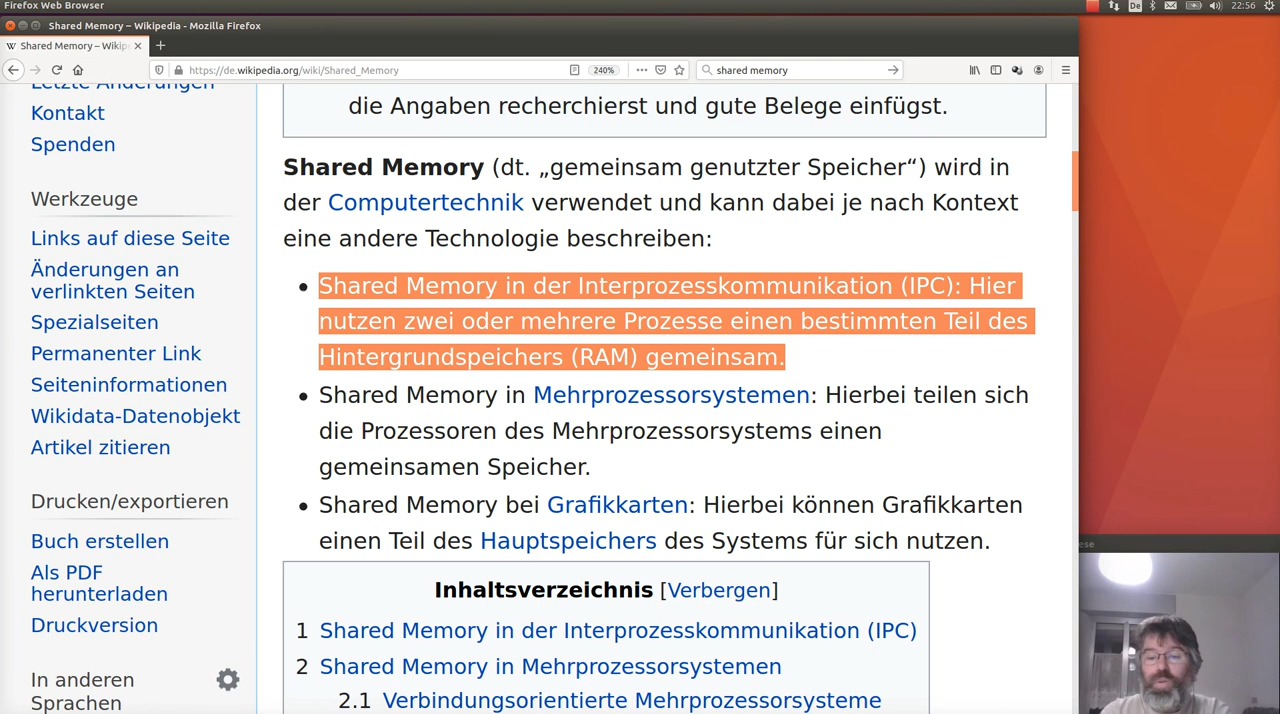 Firefox Web Browser
De
22:56
Shared Memory – Wikipedia - Mozilla Firefox
Shared Memory – Wikip
https://de.wikipedia.org/wiki/Shared_Memory
240%
shared memory
Letzte Änderungen
Kontakt
Spenden
Werkzeuge
Links auf diese Seite
Änderungen an
verlinkten Seiten
Spezialseiten
Permanenter Link
Seiteninformationen
Wikidata-Datenobjekt
Artikel zitieren
Drucken/exportieren
Buch erstellen
Als PDF
herunterladen
Druckversion
In anderen
Sprachen
die Angaben recherchierst und gute Belege einfügst.
Shared Memory (dt. „gemeinsam genutzter Speicher“) wird in
der Computertechnik verwendet und kann dabei je nach Kontext
eine andere Technologie beschreiben:
• Shared Memory in der Interprozesskommunikation (IPC): Hier
nutzen zwei oder mehrere Prozesse einen bestimmten Teil des
Hintergrundspeichers (RAM) gemeinsam.
• Shared Memory in Mehrprozessorsystemen: Hierbei teilen sich
die Prozessoren des Mehrprozessorsystems einen
gemeinsamen Speicher.
• Shared Memory bei Grafikkarten: Hierbei können Grafikkarten
einen Teil des Hauptspeichers des Systems für sich nutzen.
Inhaltsverzeichnis [Verbergen]
1 Shared Memory in der Interprozesskommunikation (IPC)
2 Shared Memory in Mehrprozessorsystemen
2.1 Verbindungsorientierte Mehrprozessorsysteme